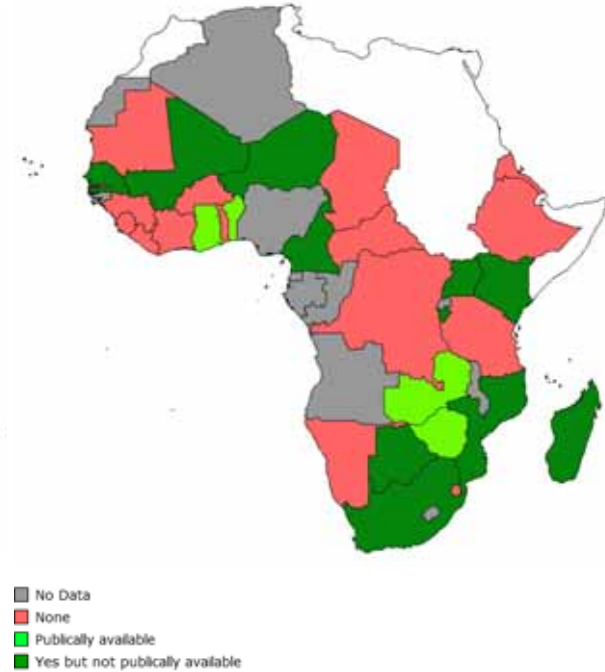 No Data
None
Publically available
Yes but not publically available